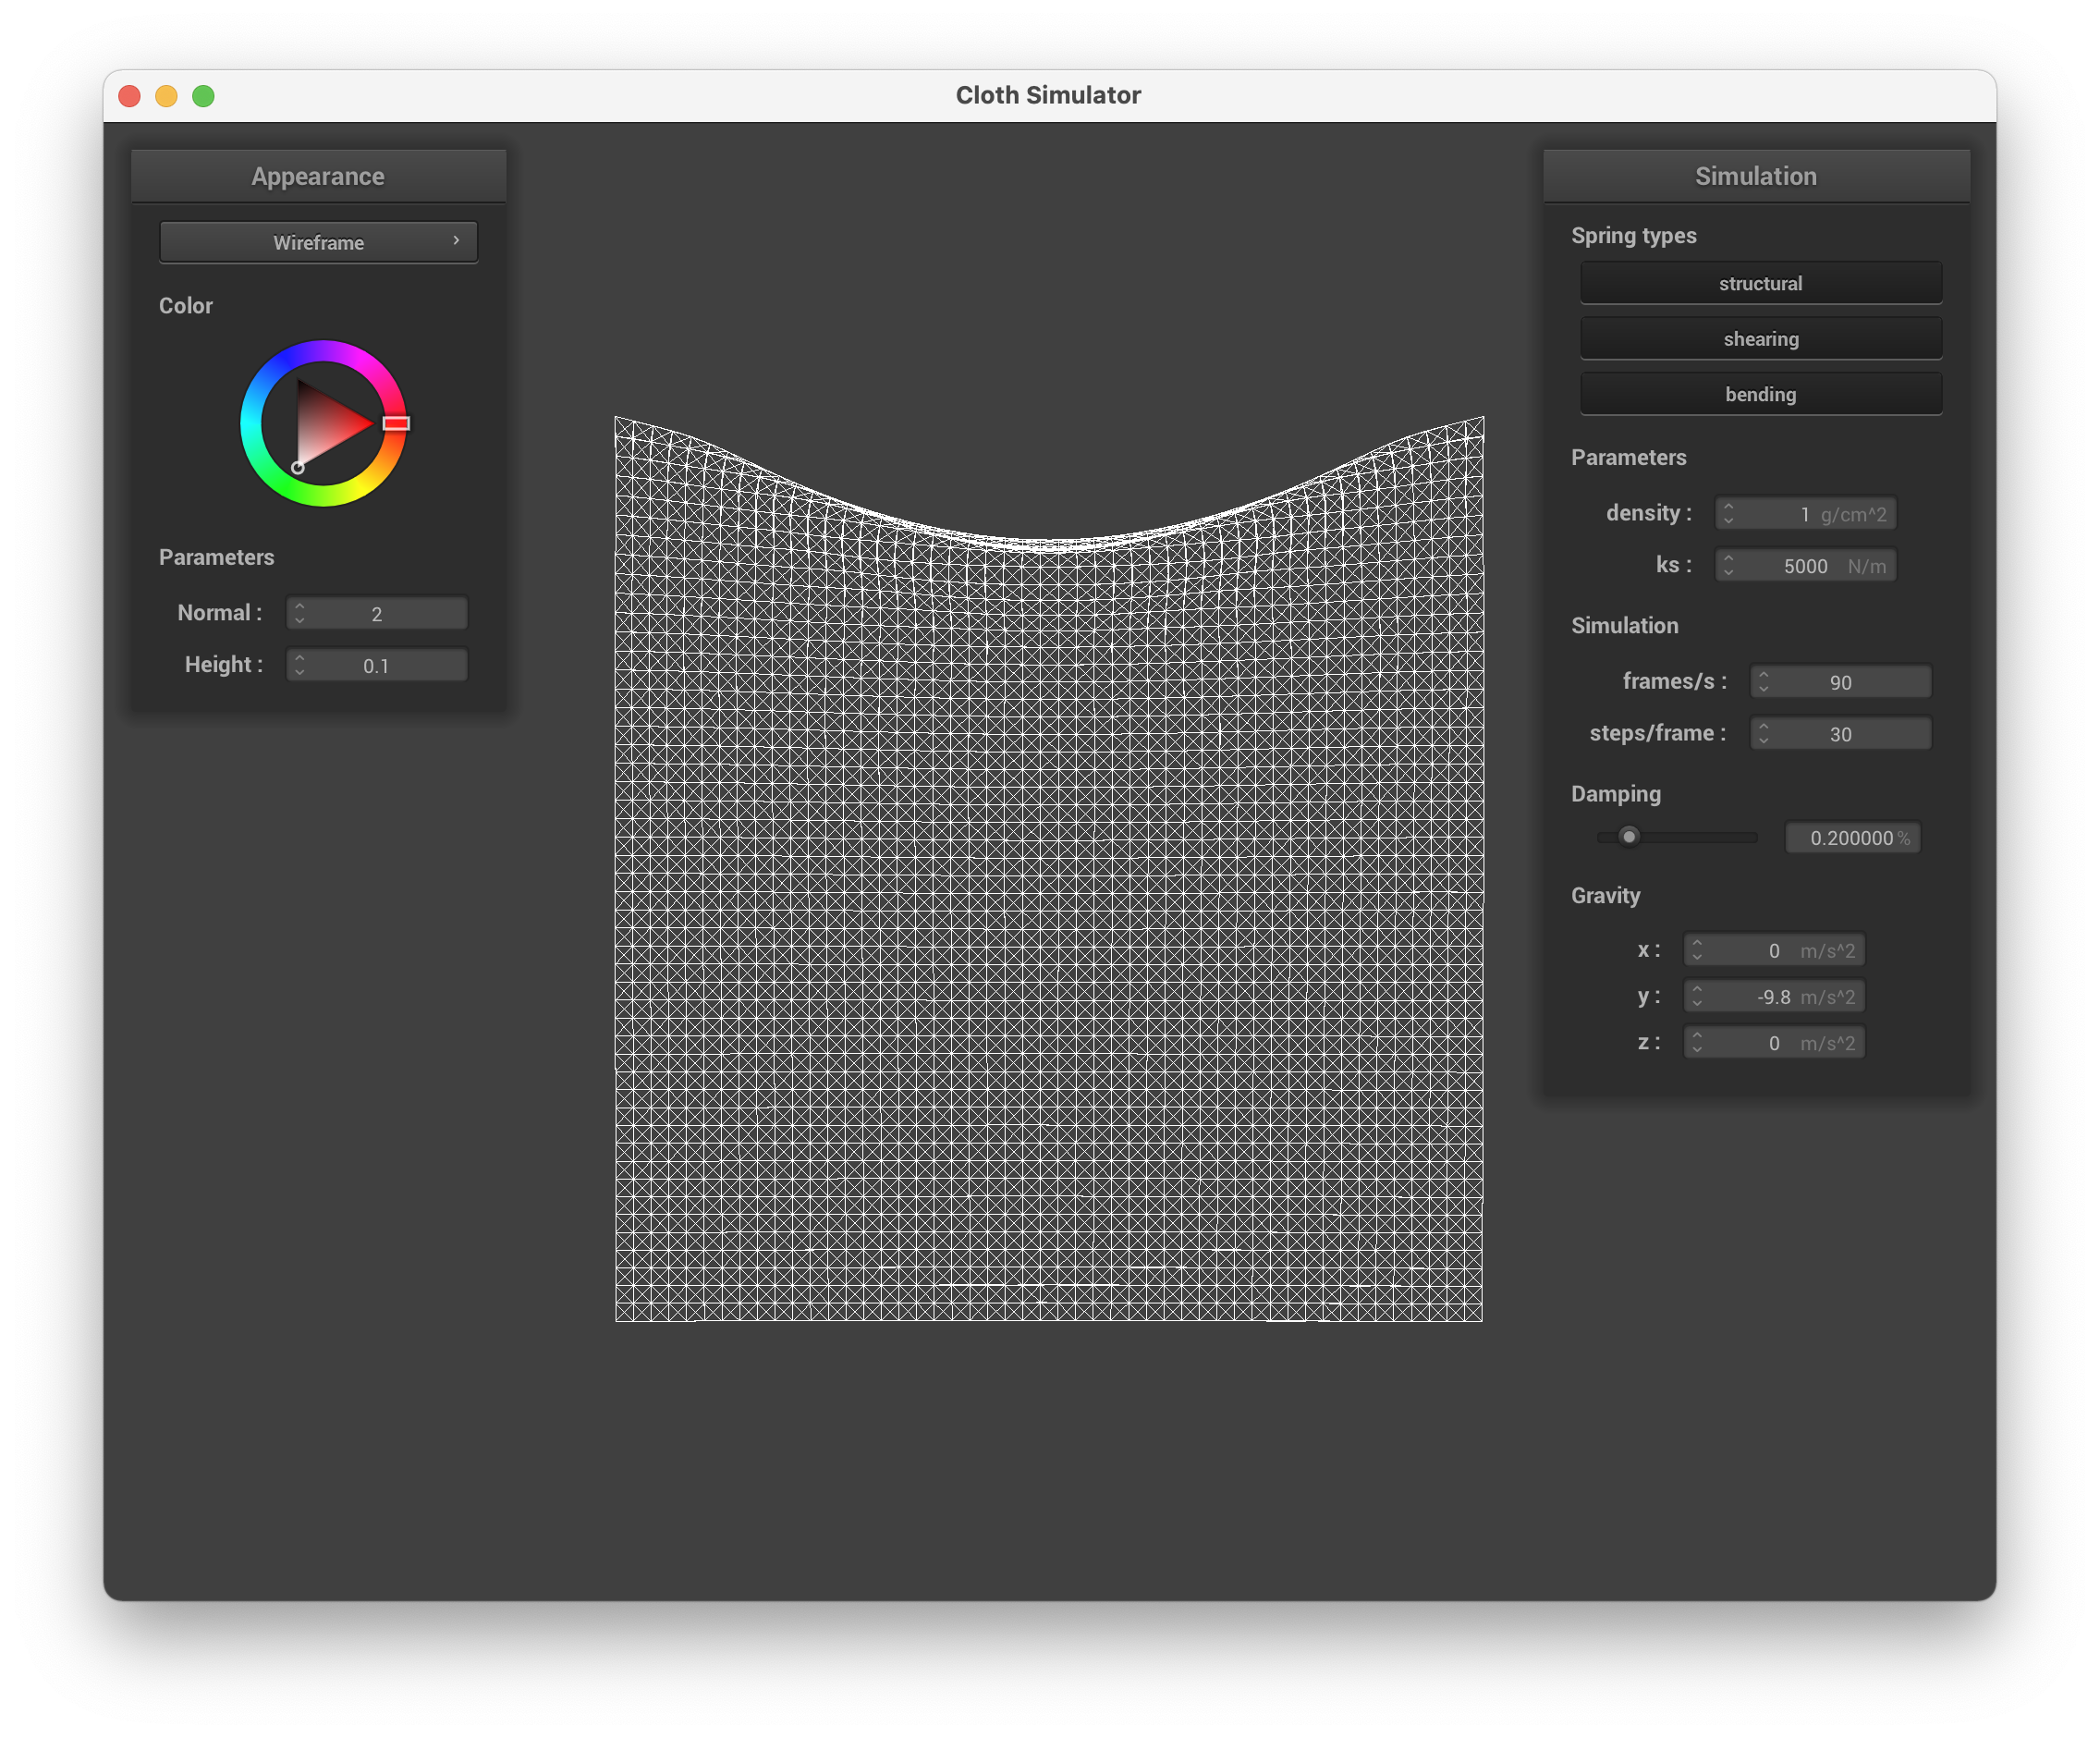 Cloth Simulator
Appearance
Wireframe
Color
Parameters
Normal : 2
Height : 0.1
Simulation
Spring types
structural
shearing
bending
Parameters
density : 1 g/cm^2
ks : 5000 N/m
Simulation
frames/s : 90
steps/frame : 30
Damping
0.200000 %
Gravity
x : 0 m/s^2
y : -9.8 m/s^2
z : 0 m/s^2